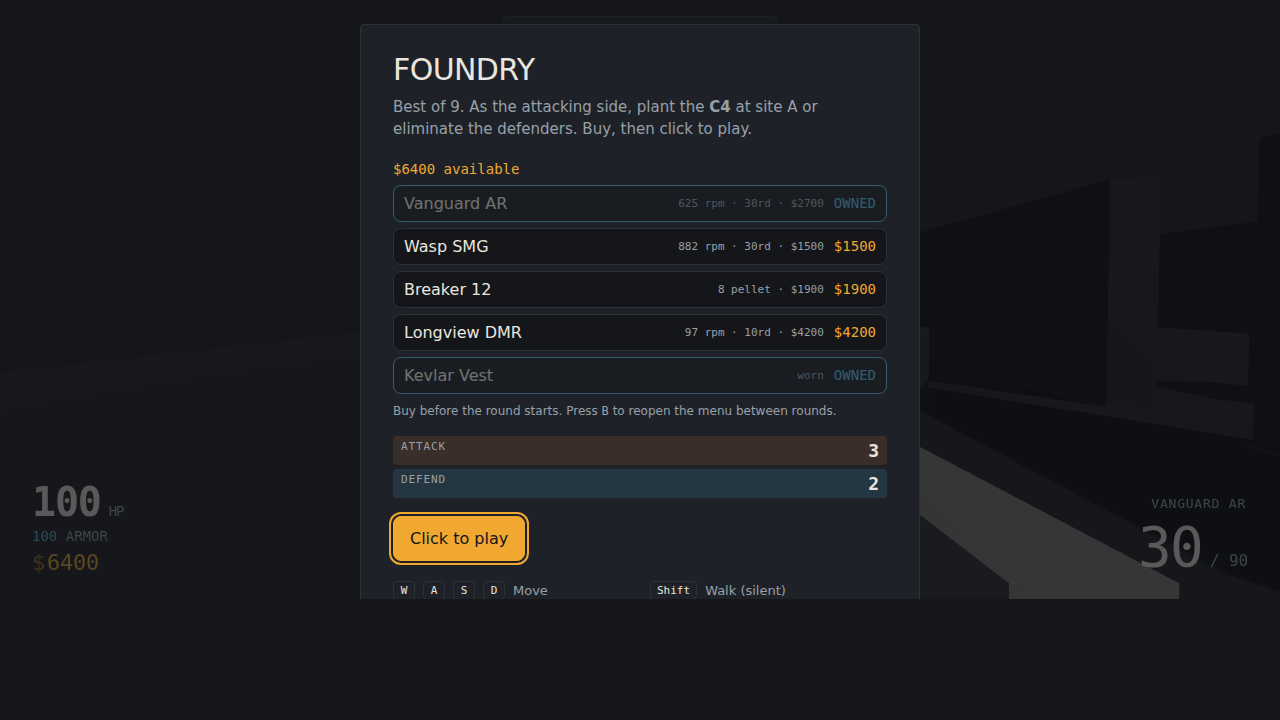 FOUNDRY
Best of 9. As the attacking side, plant the C4 at site A or
eliminate the defenders. Buy, then click to play.
$6400 available
Vanguard AR 625 rpm · 30rd · $2700 OWNED
Wasp SMG 882 rpm · 30rd · $1500 $1500
Breaker 12 8 pellet · $1900 $1900
Longview DMR 97 rpm · 10rd · $4200 $4200
Kevlar Vest worn OWNED
Buy before the round starts. Press B to reopen the menu between rounds.
ATTACK 3
DEFEND 2
Click to play
W A S D Move Shift Walk (silent)
100 HP
100 ARMOR
$6400
VANGUARD AR
30 / 90